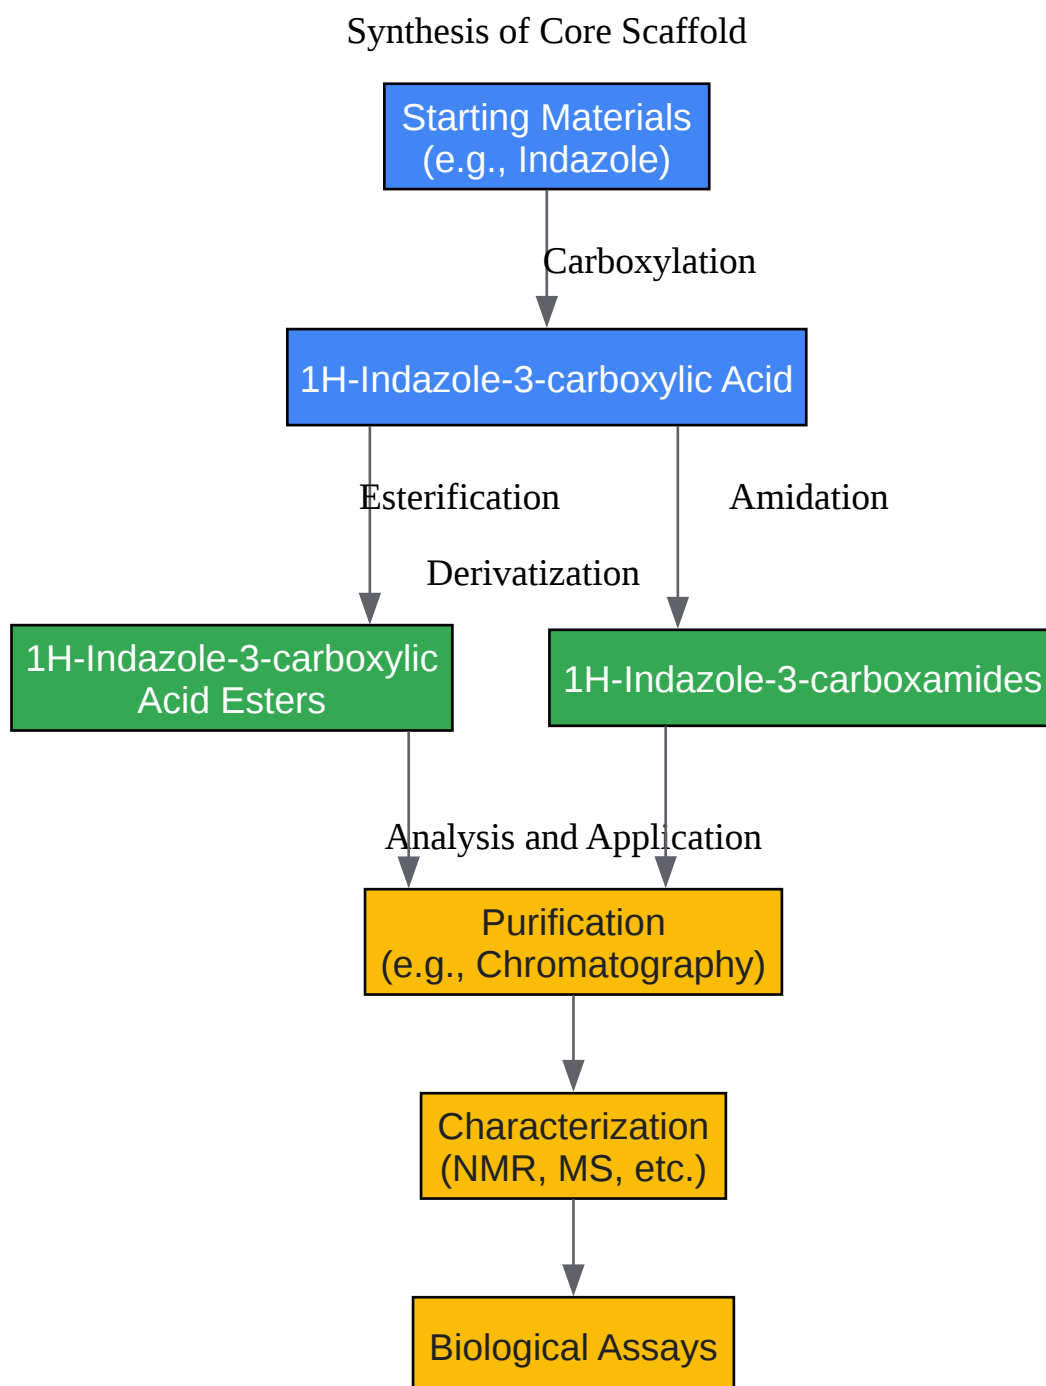 Synthesis of Core Scaffold
Starting Materials
(e.g., Indazole)
Carboxylation
1H-Indazole-3-carboxylic Acid
Esterification
Amidation
Derivatization
1H-Indazole-3-carboxylic
Acid Esters
1H-Indazole-3-carboxamides
Analysis and Application
Purification
(e.g., Chromatography)
Characterization
(NMR, MS, etc.)
Biological Assays